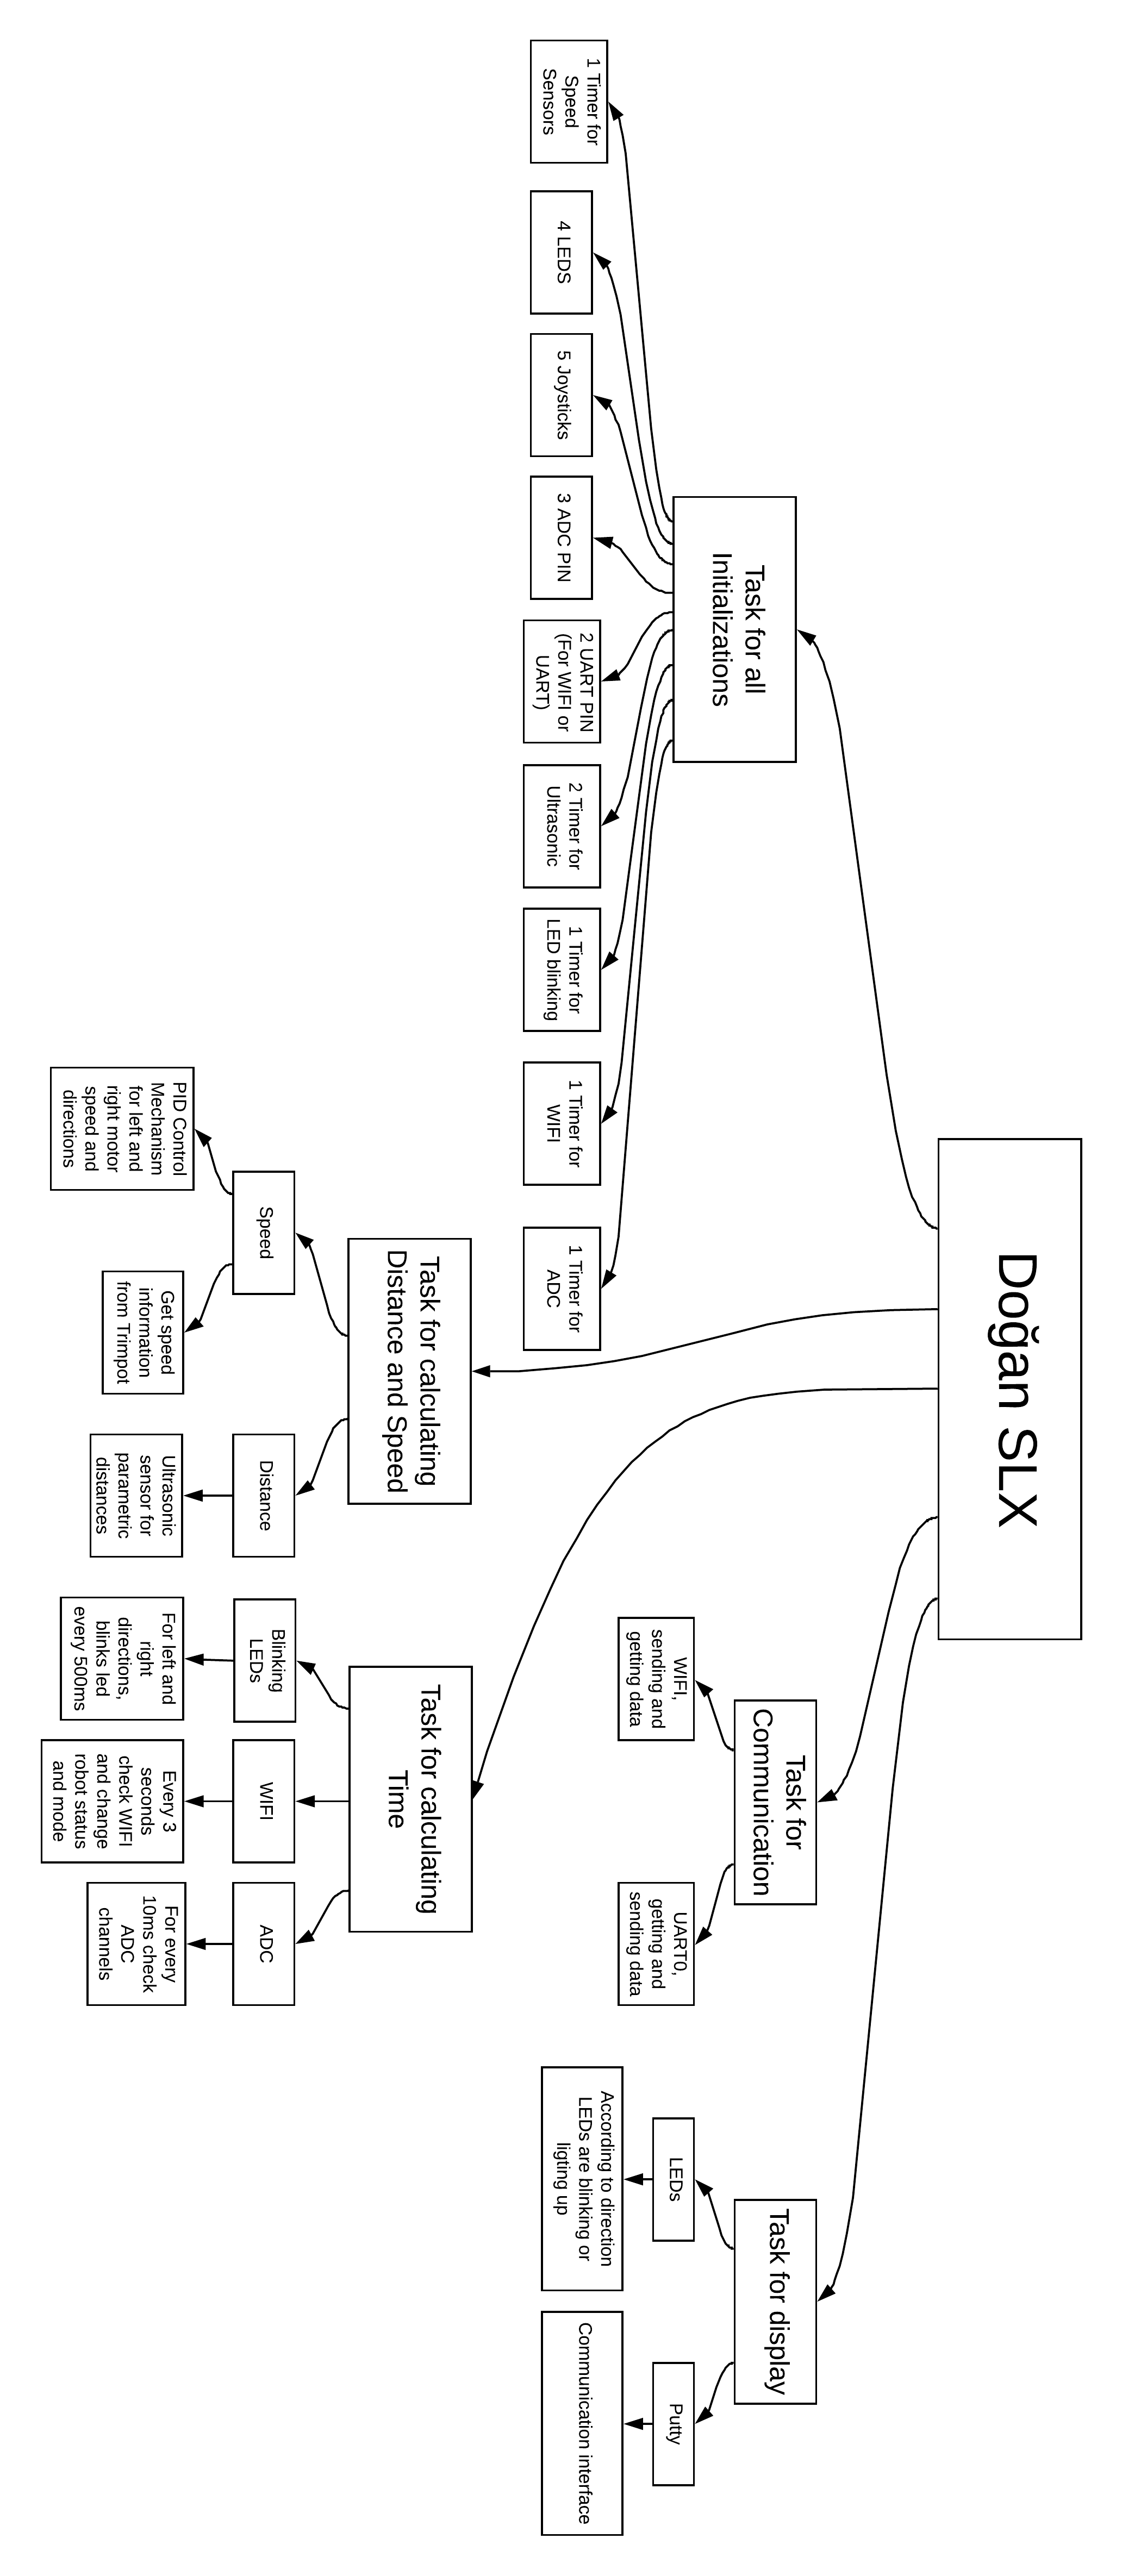 Doğan SLX
Task for all
Initializations
1 Timer for
Speed
Sensors
4 LEDS
5 Joysticks
3 ADC PIN
2 UART PIN
(For WIFI or
UART)
2 Timer for
Ultrasonic
1 Timer for
LED blinking
1 Timer for
WIFI
1 Timer for
ADC
Task for calculating
Distance and Speed
Speed
PID Control
Mechanism
for left and
right motor
speed and
directions
Get speed
information
from Trimpot
Distance
Ultrasonic
sensor for
parametric
distances
Task for calculating
Time
Blinking
LEDs
For left and
right
directions,
blinks led
every 500ms
WIFI
Every 3
seconds
check WIFI
and change
robot status
and mode
ADC
For every
10ms check
ADC
channels
Task for
Communication
WIFI,
sending and
getting data
UART0,
getting and
sending data
Task for display
LEDs
According to direction
LEDs are blinking or
ligting up
Putty
Communication interface